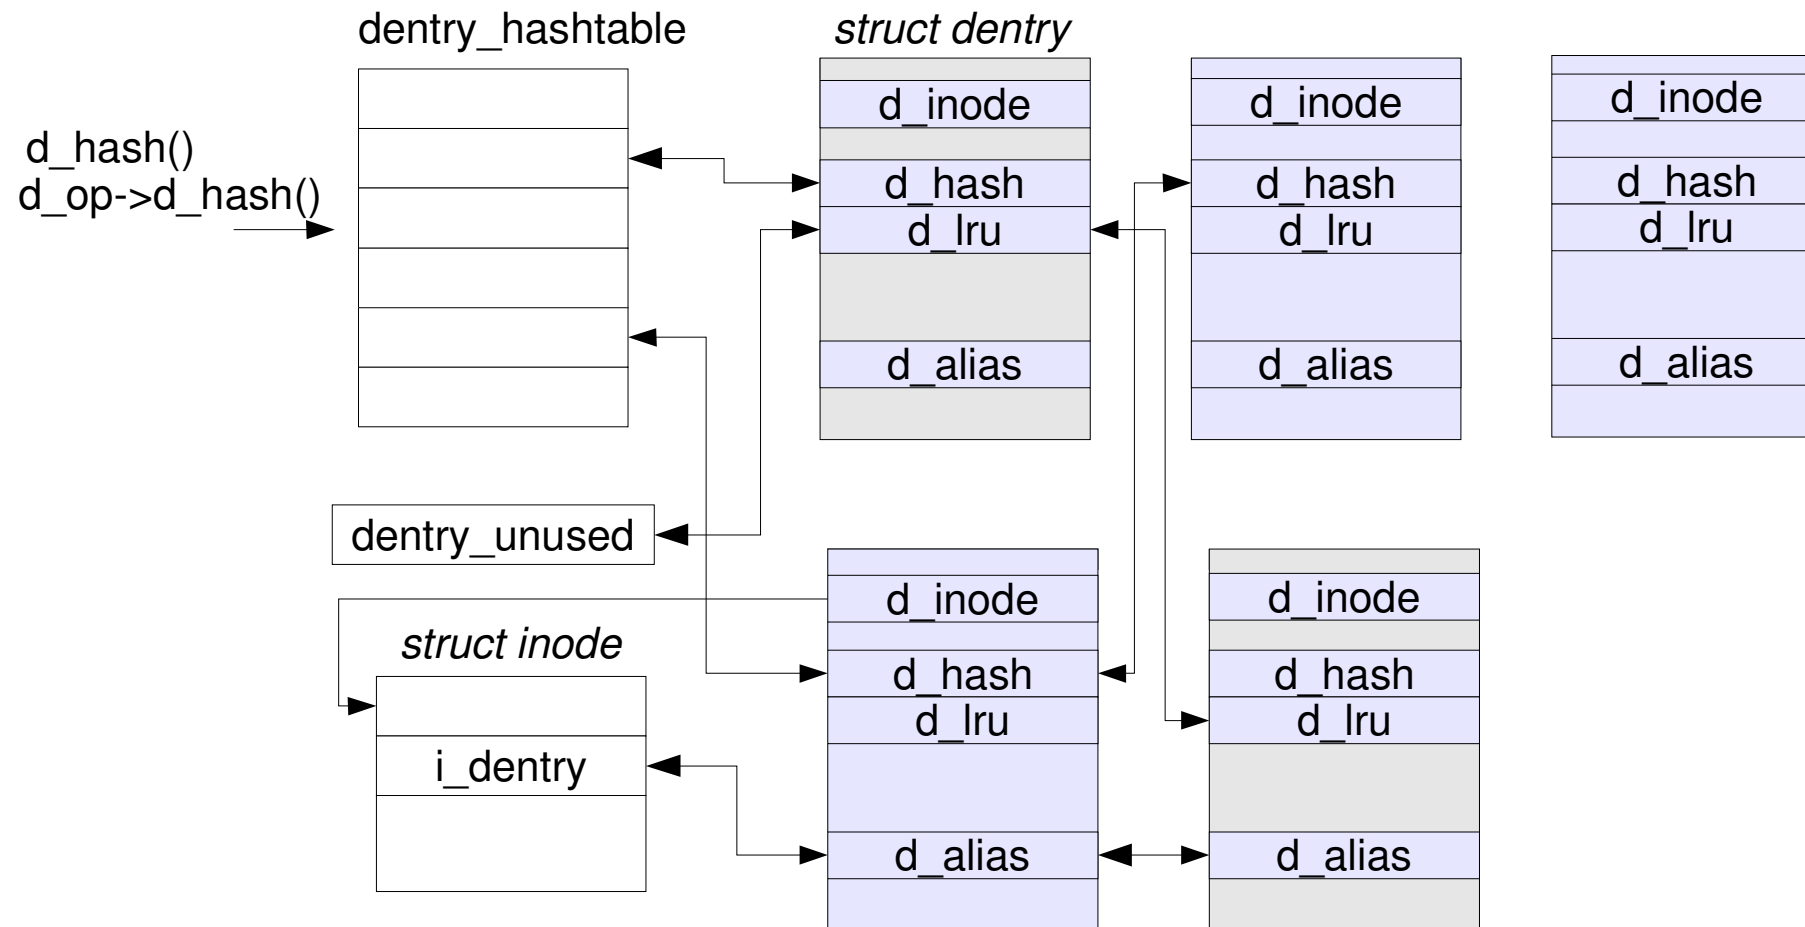 dentry_hashtable
struct dentry
d_hash()
d_op->d_hash()
d_inode
d_hash
d_lru
d_alias
d_inode
d_hash
d_lru
d_alias
d_inode
d_hash
d_lru
d_alias
dentry_unused
struct inode
i_dentry
d_inode
d_hash
d_lru
d_alias
d_inode
d_hash
d_lru
d_alias